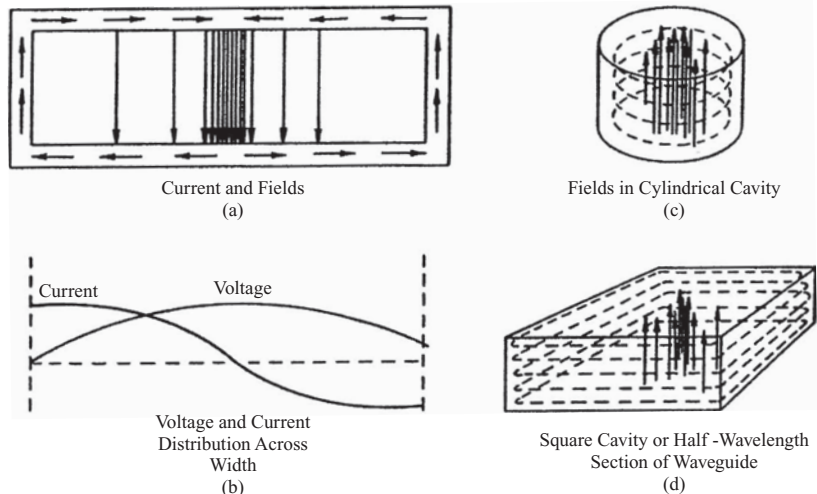 Current and Fields
(a)
Fields in Cylindrical Cavity
(c)
Current
Voltage
Voltage and Current
Distribution Across
Width
(b)
Square Cavity or Half -Wavelength
Section of Waveguide
(d)